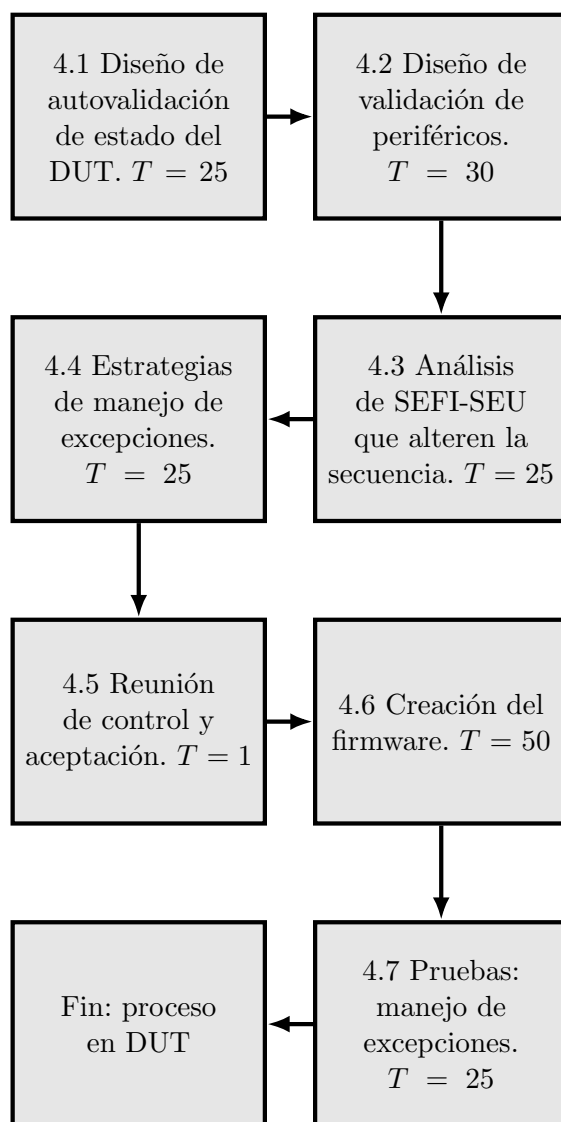 4.1 Diseño de
autovalidación
de estado del
DUT. T = 25
4.2 Diseño de
validación de
periféricos.
T = 30
4.3 Análisis
de SEFI-SEU
que alteren la
secuencia. T = 25
4.4 Estrategias
de manejo de
excepciones.
T = 25
4.5 Reunión
de control y
aceptación. T = 1
4.6 Creación del
firmware. T = 50
4.7 Pruebas:
manejo de
excepciones.
T = 25
Fin: proceso
en DUT